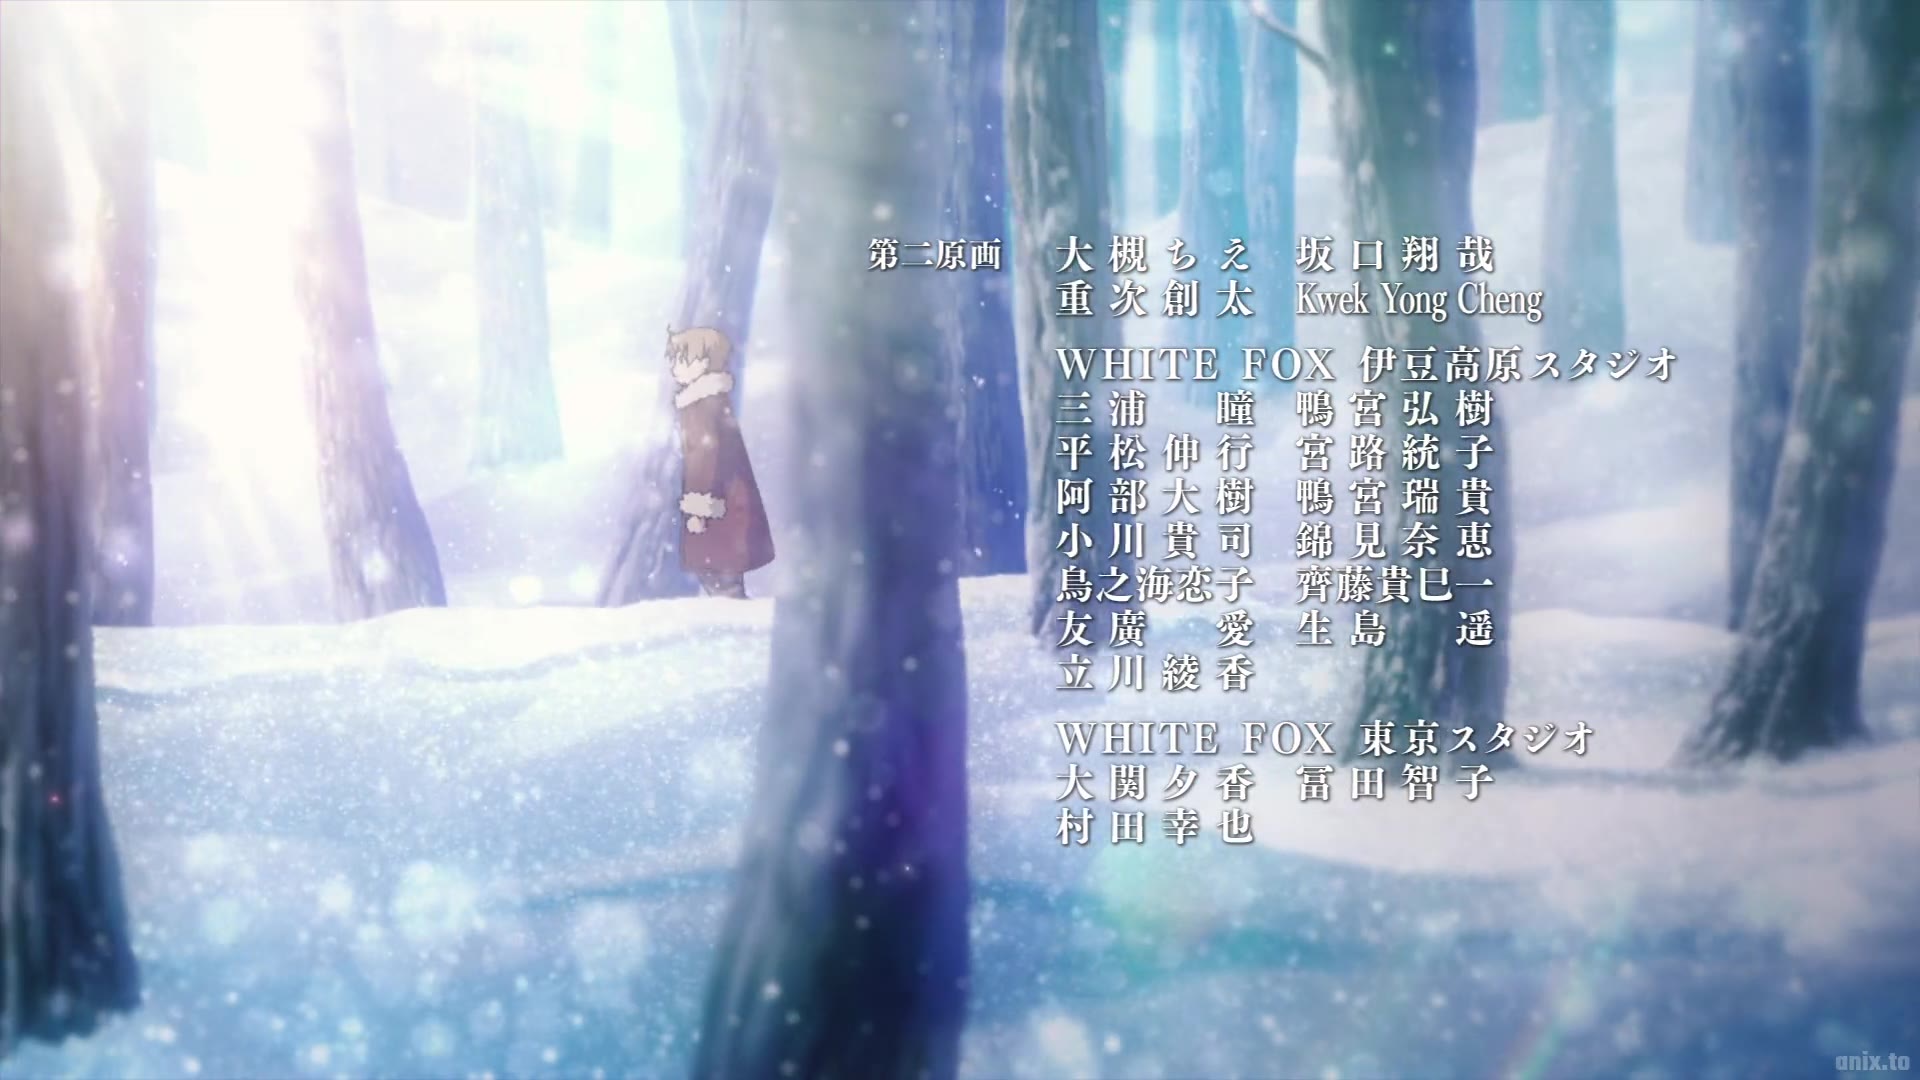 第二原画 大槻ちえ 坂口翔哉
重次創太 Kwek Yong Cheng
WHITE FOX 伊豆高原スタジオ
三浦 瞳 鴨宮弘樹
平松伸行 宮路統子
阿部大樹 鴨宮瑞貴
小川貴司 錦見奈恵
鳥之海恋子 齊藤貴巳一
友廣 愛 生島 遥
立川綾香
WHITE FOX 東京スタジオ
大関夕香 冨田智子
村田幸也
anix.to